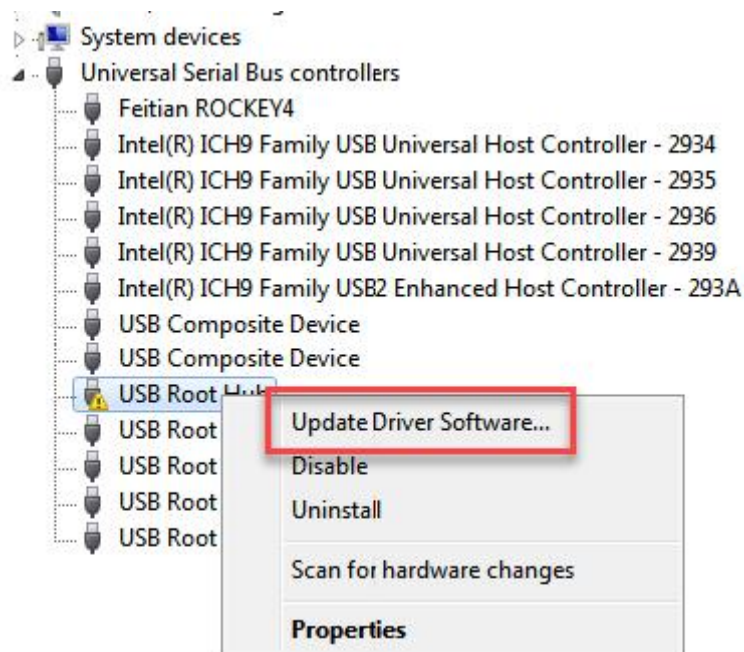 System devices
Universal Serial Bus controllers
Feitian ROCKEY4
Intel(R) ICH9 Family USB Universal Host Controller - 2934
Intel(R) ICH9 Family USB Universal Host Controller - 2935
Intel(R) ICH9 Family USB Universal Host Controller - 2936
Intel(R) ICH9 Family USB Universal Host Controller - 2939
Intel(R) ICH9 Family USB2 Enhanced Host Controller - 293A
USB Composite Device
USB Composite Device
USB Root Hub
USB Root
USB Root
USB Root
USB Root
Update Driver Software...
Disable
Uninstall
Scan for hardware changes
Properties